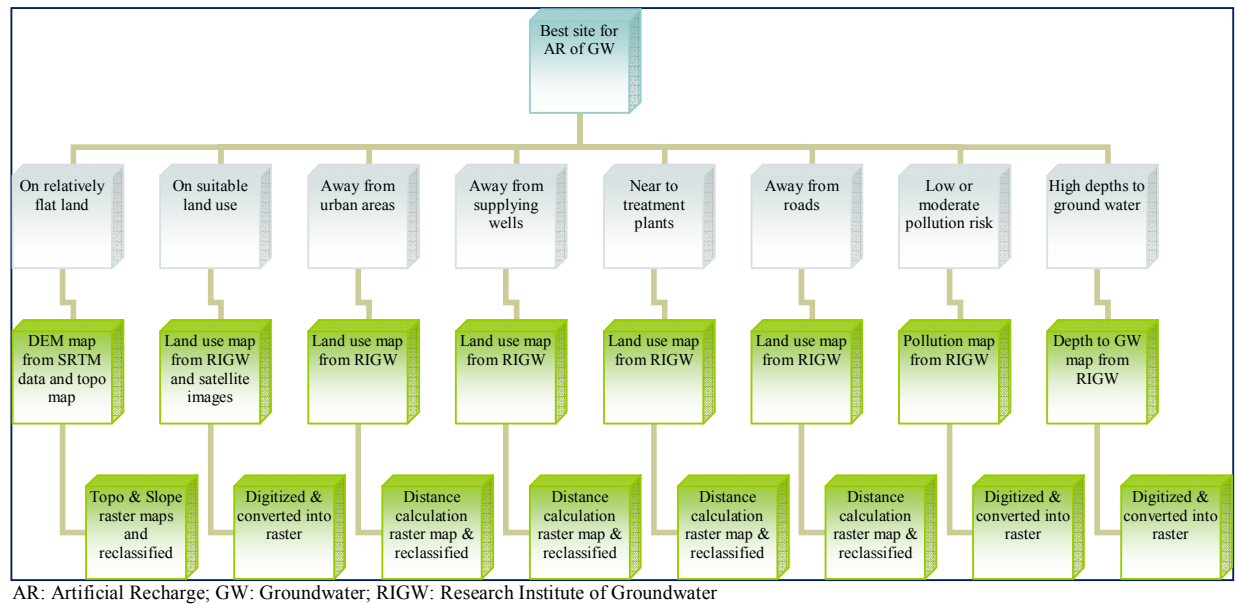 Best site for
AR of GW
On relatively
flat land
On suitable
land use
Away from
urban areas
Away from
supplying
wells
Near to
treatment
plants
Away from
roads
Low or
moderate
pollution risk
High depths to
ground water
DEM map
from SRTM
data and topo
map
Land use map
from RIGW
and satellite
images
Land use map
from RIGW
Land use map
from RIGW
Land use map
from RIGW
Land use map
from RIGW
Pollution map
from RIGW
Depth to GW
map from
RIGW
Topo & Slope
raster maps
and
reclassified
Digitized &
converted into
raster
Distance
calculation
raster map &
reclassified
Distance
calculation
raster map &
reclassified
Distance
calculation
raster map &
reclassified
Distance
calculation
raster map &
reclassified
Digitized &
converted into
raster
Digitized &
converted into
raster
AR: Artificial Recharge; GW: Groundwater; RIGW: Research Institute of Groundwater